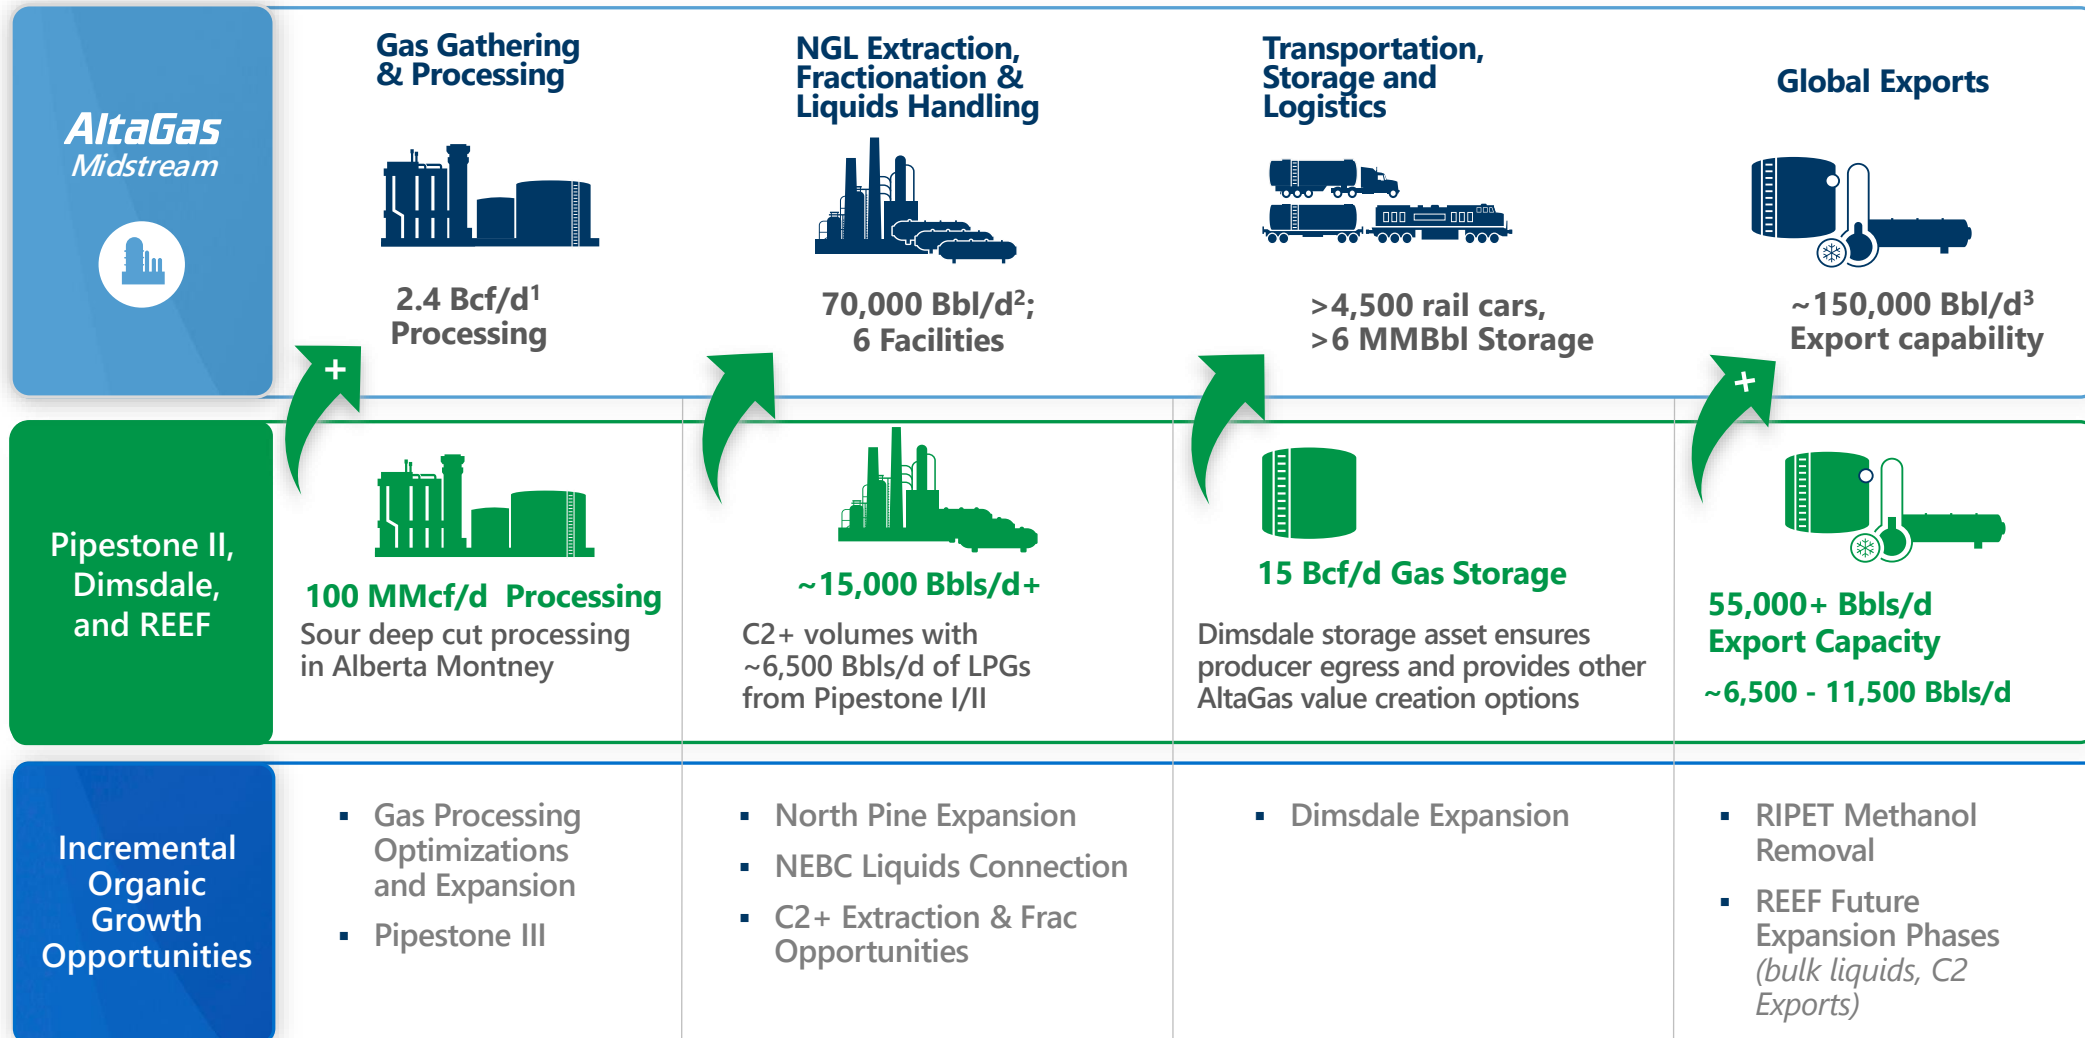 AltaGas
Midstream
Gas Gathering
& Processing
2.4 Bcf/d¹
Processing
NGL Extraction,
Fractionation &
Liquids Handling
70,000 Bbl/d²;
6 Facilities
Transportation,
Storage and
Logistics
>4,500 rail cars,
>6 MMBbl Storage
Global Exports
~150,000 Bbl/d³
Export capability
+
+
Pipestone II,
Dimsdale,
and REEF
100 MMcf/d Processing
Sour deep cut processing
in Alberta Montney
~15,000 Bbls/d+
C2+ volumes with
~6,500 Bbls/d of LPGs
from Pipestone I/II
15 Bcf/d Gas Storage
Dimsdale storage asset ensures
producer egress and provides other
AltaGas value creation options
55,000+ Bbls/d
Export Capacity
~6,500 - 11,500 Bbls/d
Incremental
Organic
Growth
Opportunities
▪ Gas Processing
Optimizations
and Expansion
▪ Pipestone III
▪ North Pine Expansion
▪ NEBC Liquids Connection
▪ C2+ Extraction & Frac
Opportunities
▪ Dimsdale Expansion
▪ RIPET Methanol
Removal
▪ REEF Future
Expansion Phases
(bulk liquids, C2
Exports)